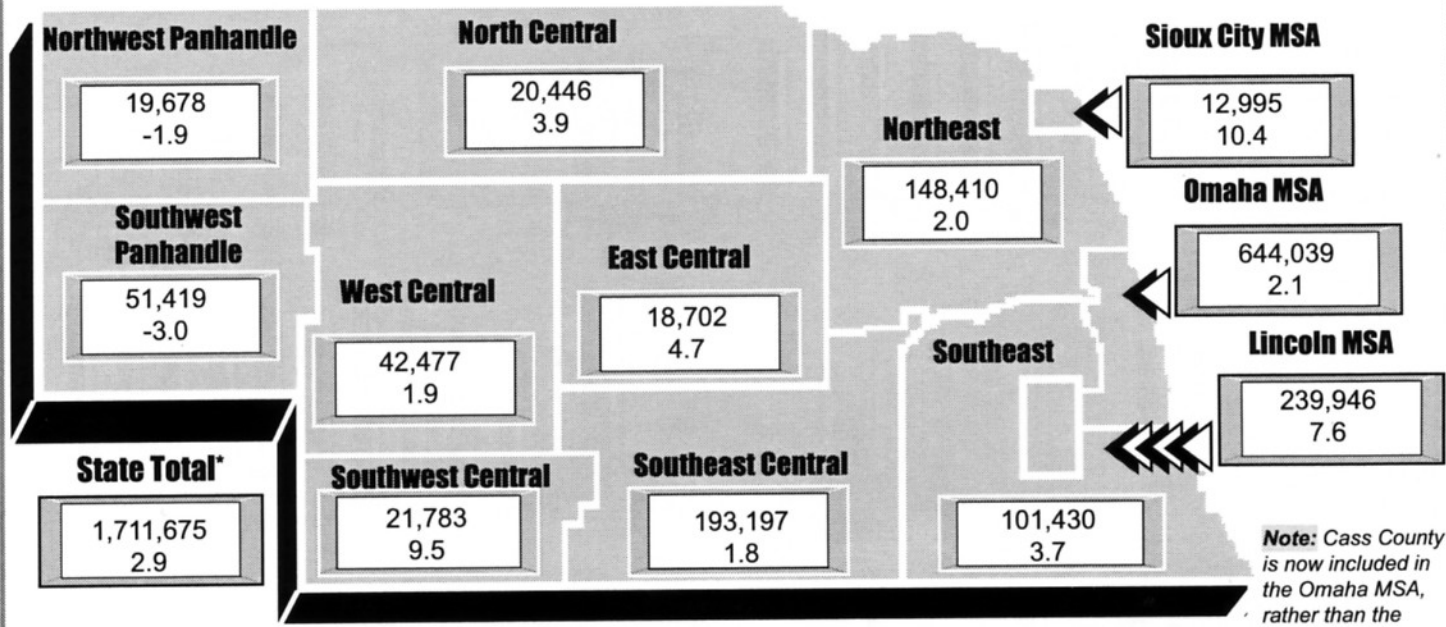 Northwest Panhandle
19,678
-1.9
North Central
20,446
3.9
Sioux City MSA
12,995
10.4
Northeast
148,410
2.0
Omaha MSA
644,039
2.1
Southwest
Panhandle
51,419
-3.0
West Central
42,477
1.9
East Central
18,702
4.7
Southeast
101,430
3.7
Lincoln MSA
239,946
7.6
State Total*
1,711,675
2.9
Southwest Central
21,783
9.5
Southeast Central
193,197
1.8
Note: Cass County
is now included in
the Omaha MSA,
rather than the